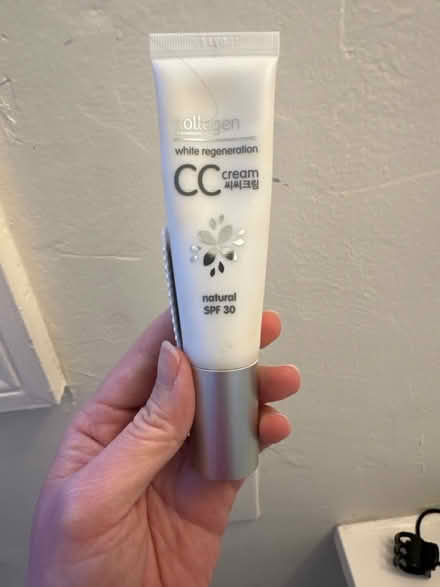 collagen
white regeneration
CC cream
씨씨크림
natural
SPF 30